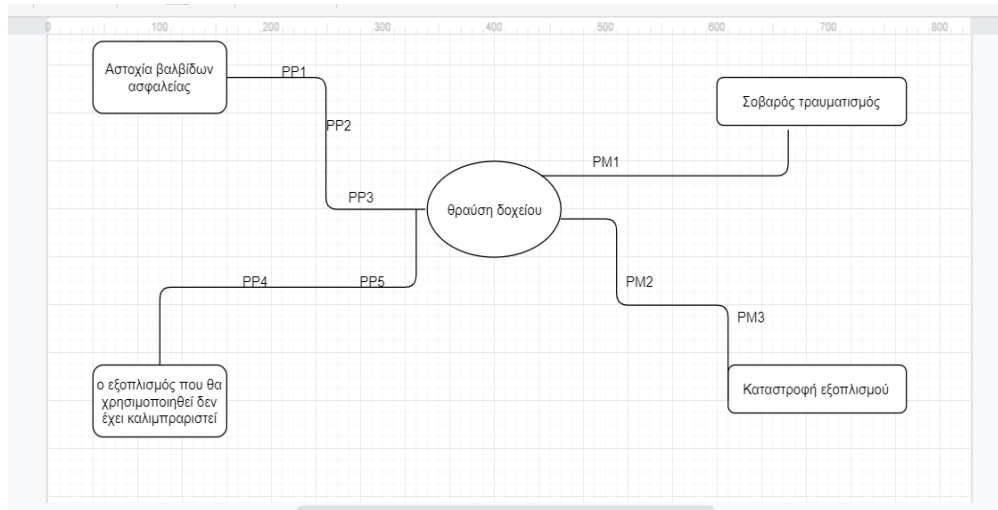 0 100 200 300 400 500 600 700 800
Αστοχία βαλβίδων
ασφαλείας
PP1
PP2
PP3
PP4
PP5
ο εξοπλισμός που θα
χρησιμοποιηθεί δεν
έχει καλιμπραριστεί
θραύση δοχείου
PM1
Σοβαρός τραυματισμός
PM2
PM3
Καταστροφή εξοπλισμού